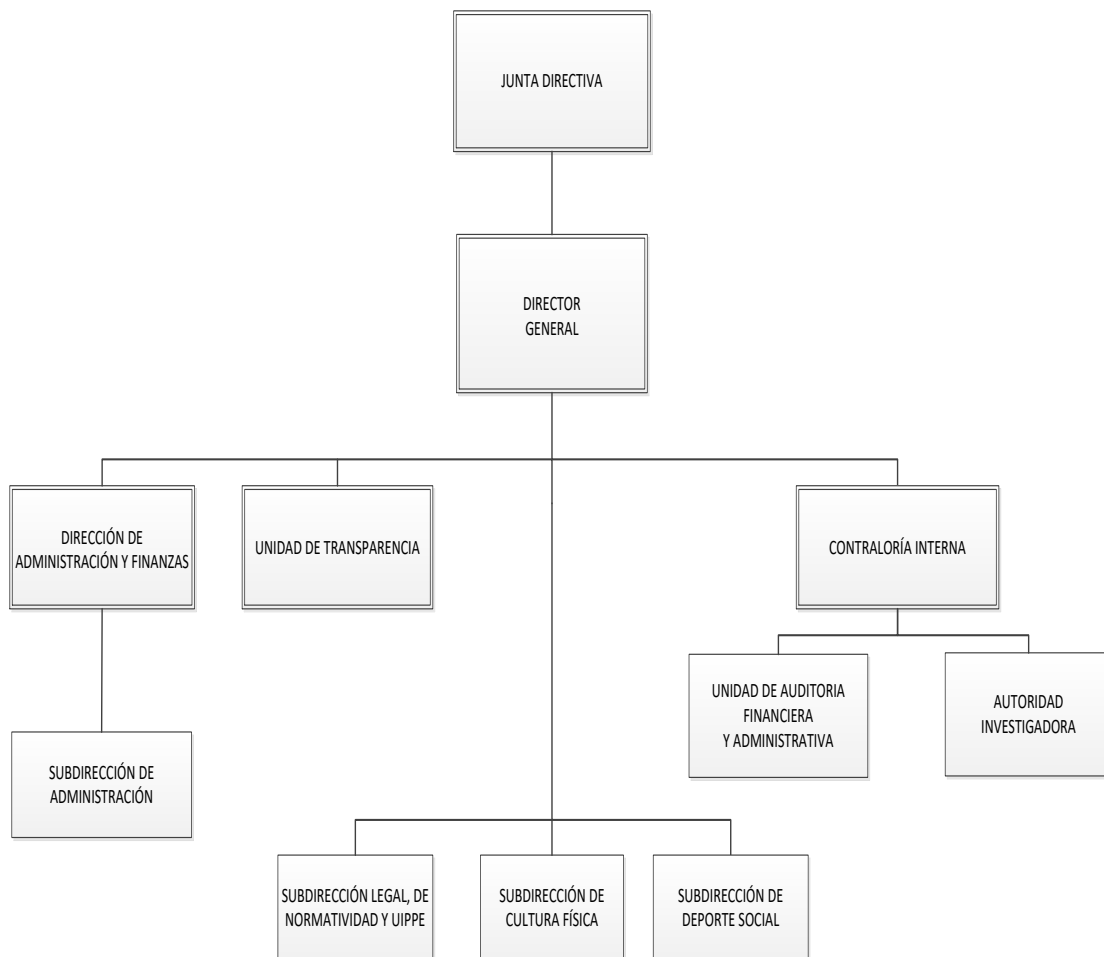 JUNTA DIRECTIVA
DIRECTOR
GENERAL
DIRECCIÓN DE
ADMINISTRACIÓN Y FINANZAS
UNIDAD DE TRANSPARENCIA
CONTRALORÍA INTERNA
UNIDAD DE AUDITORIA
FINANCIERA
Y ADMINISTRATIVA
AUTORIDAD
INVESTIGADORA
SUBDIRECCIÓN DE
ADMINISTRACIÓN
SUBDIRECCIÓN LEGAL, DE
NORMATIVIDAD Y UIPPE
SUBDIRECCIÓN DE
CULTURA FÍSICA
SUBDIRECCIÓN DE
DEPORTE SOCIAL